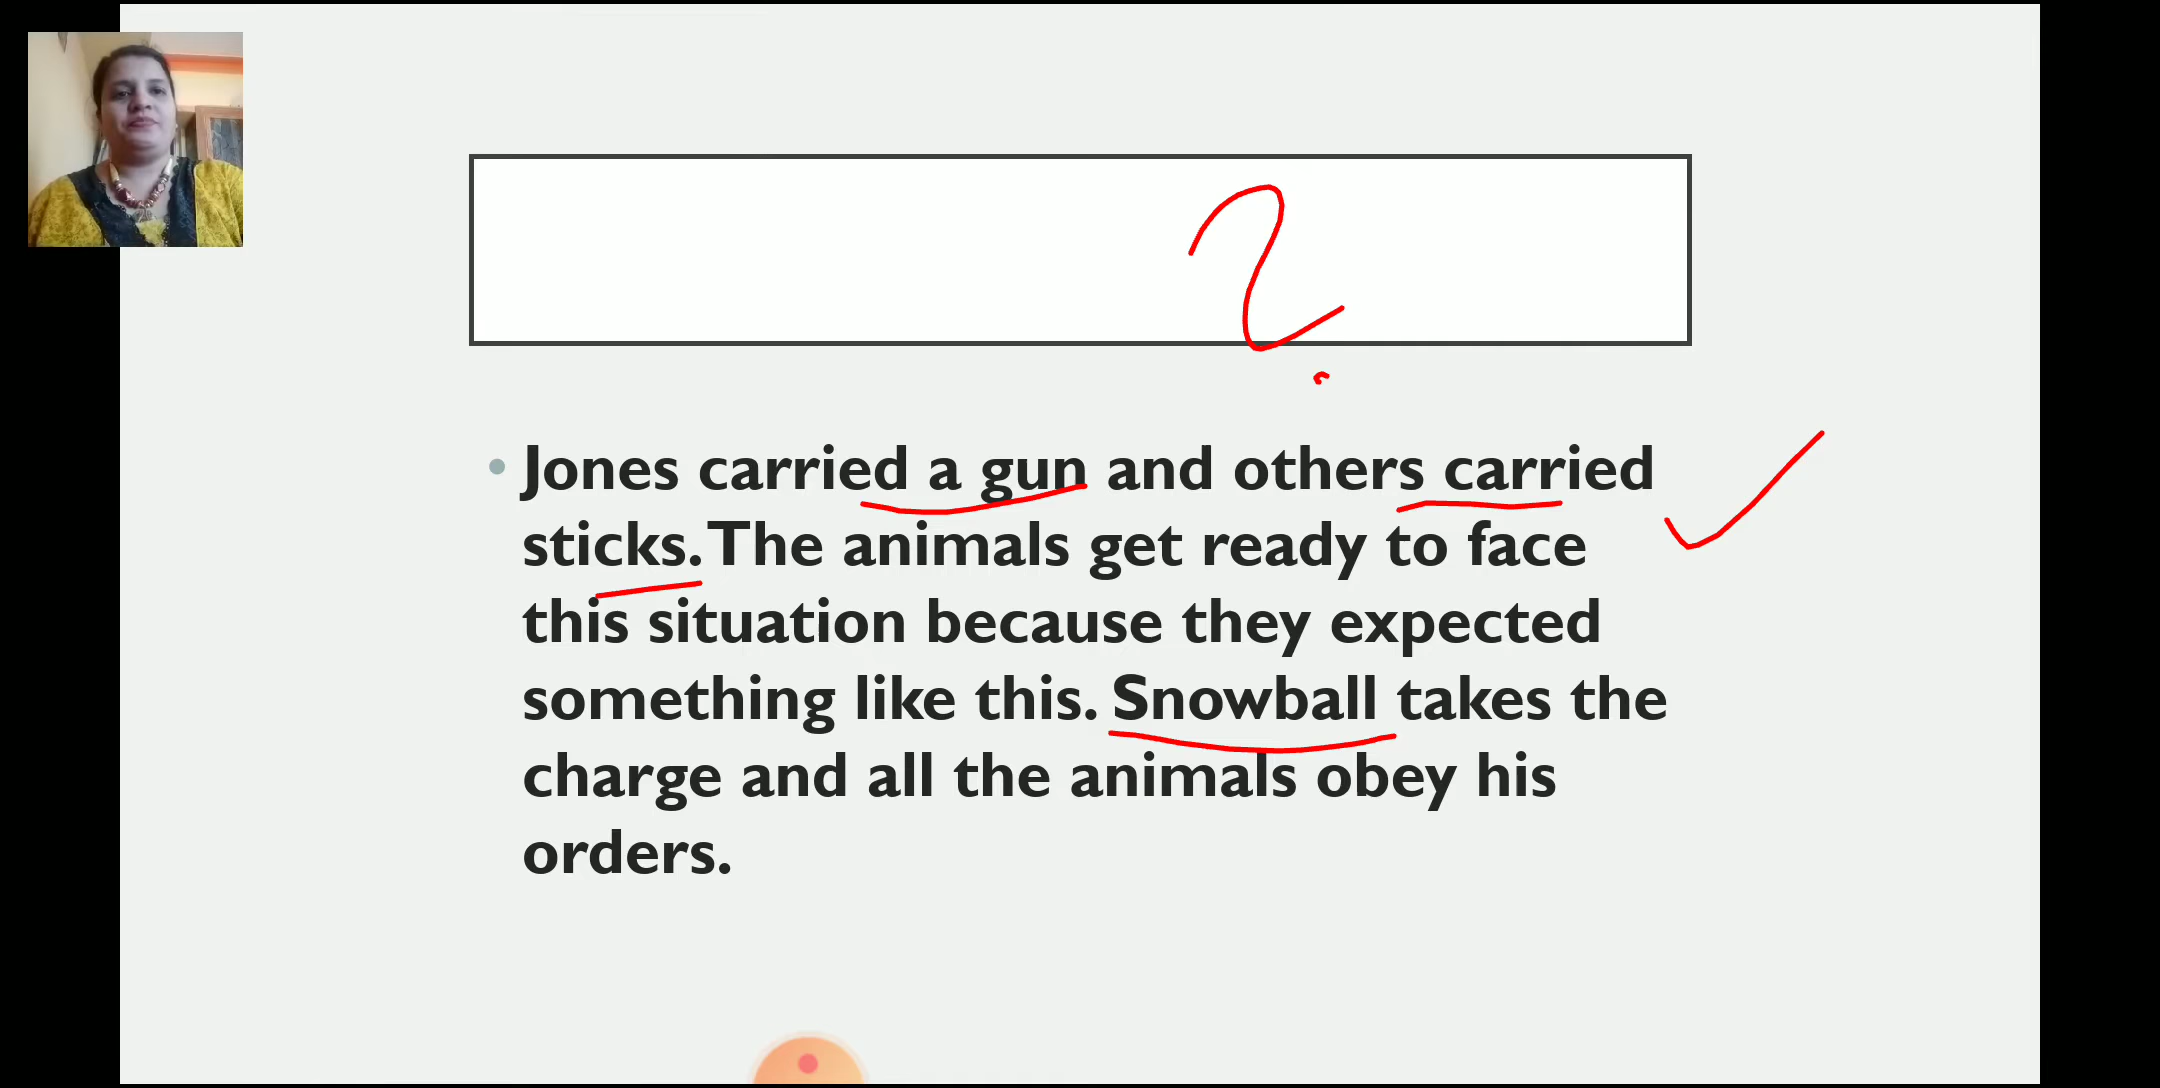 ?
• Jones carried a gun and others carried
sticks. The animals get ready to face
this situation because they expected
something like this. Snowball takes the
charge and all the animals obey his
orders.